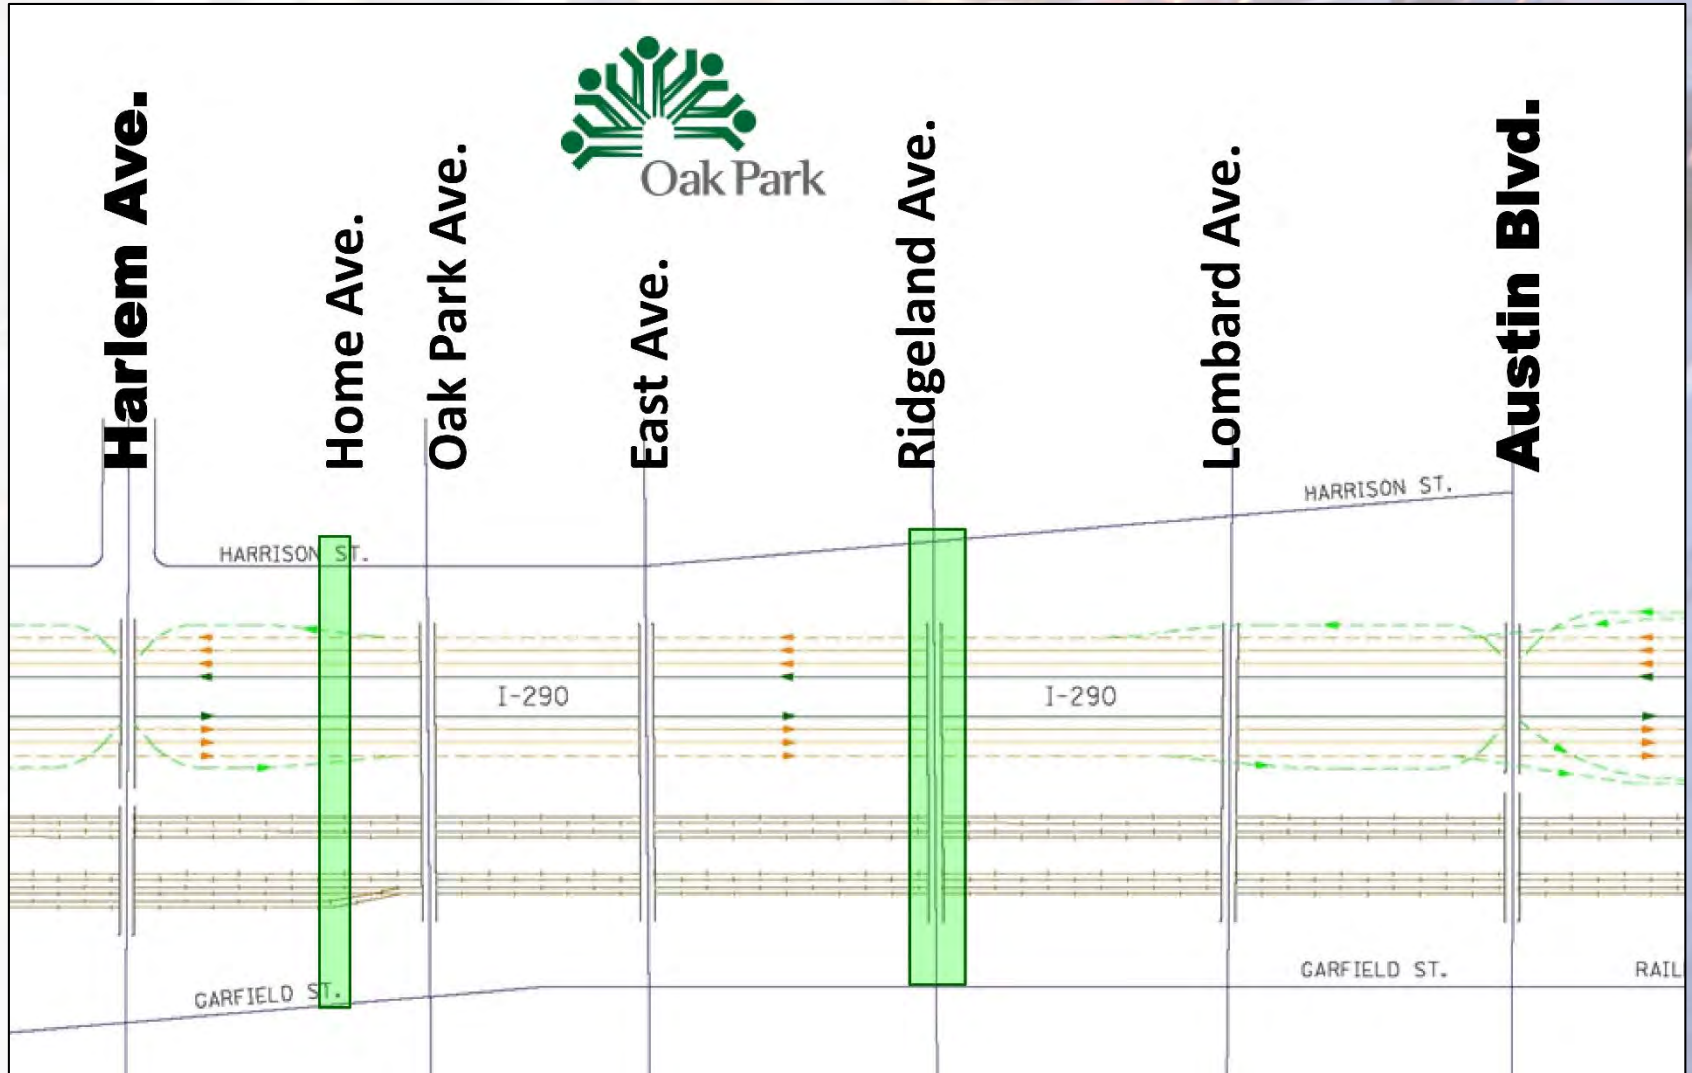 Oak Park
Harlem Ave.
Home Ave.
Oak Park Ave.
East Ave.
Ridgeland Ave.
Lombard Ave.
Austin Blvd.
HARRISON ST.
HARRISON ST.
I-290
I-290
GARFIELD ST.
GARFIELD ST.
RAIL